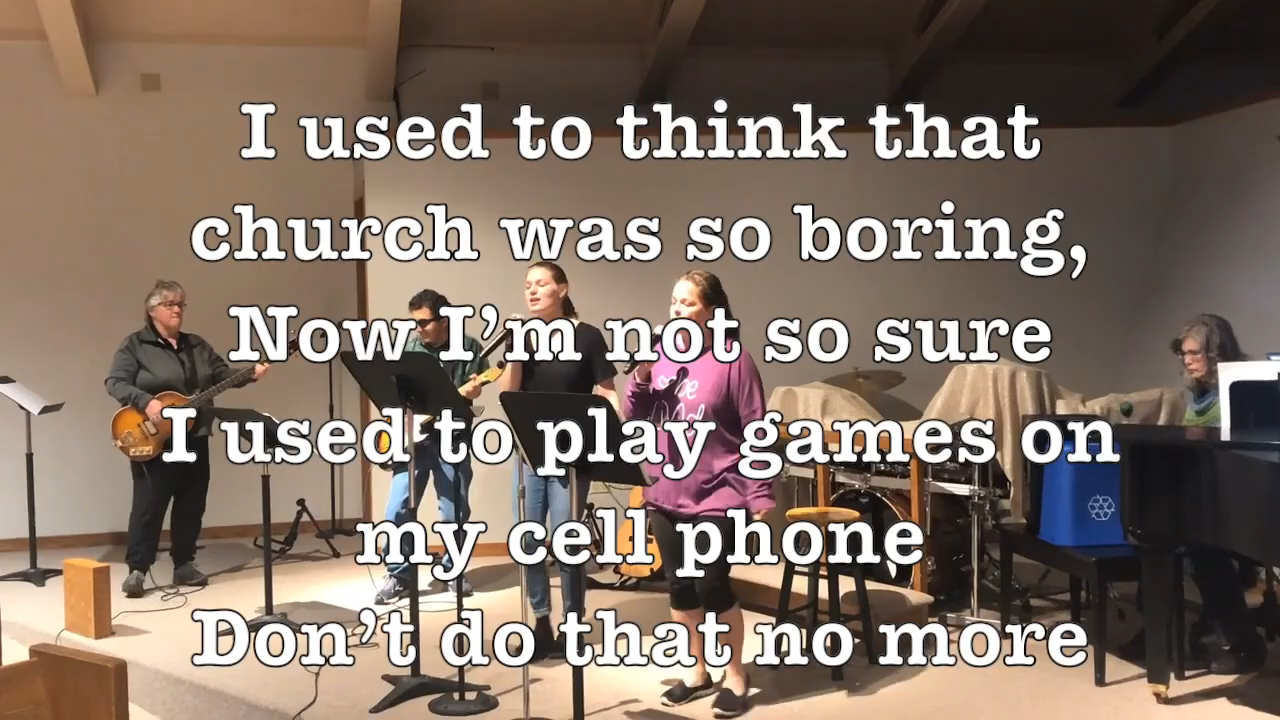 I used to think that
church was so boring,
Now I'm not so sure
I used to play games on
my cell phone
Don't do that no more